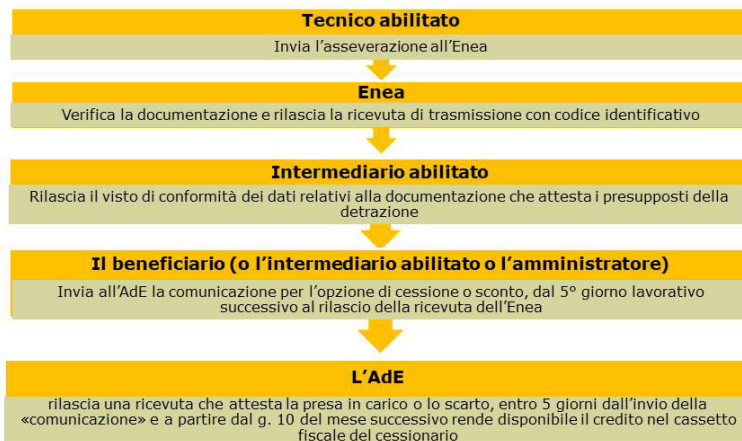 Tecnico abilitato
Invia l'asseverazione all'Enea
Enea
Verifica la documentazione e rilascia la ricevuta di trasmissione con codice identificativo
Intermediario abilitato
Rilascia il visto di conformità dei dati relativi alla documentazione che attesta i presupposti della
detrazione
Il beneficiario (o l'intermediario abilitato o l'amministratore)
Invia all'AdE la comunicazione per l'opzione di cessione o sconto, dal 5° giorno lavorativo
successivo al rilascio della ricevuta dell'Enea
L'AdE
rilascia una ricevuta che attesta la presa in carico o lo scarto, entro 5 giorni dall'invio della
«comunicazione» e a partire dal g. 10 del mese successivo rende disponibile il credito nel cassetto
fiscale del cessionario